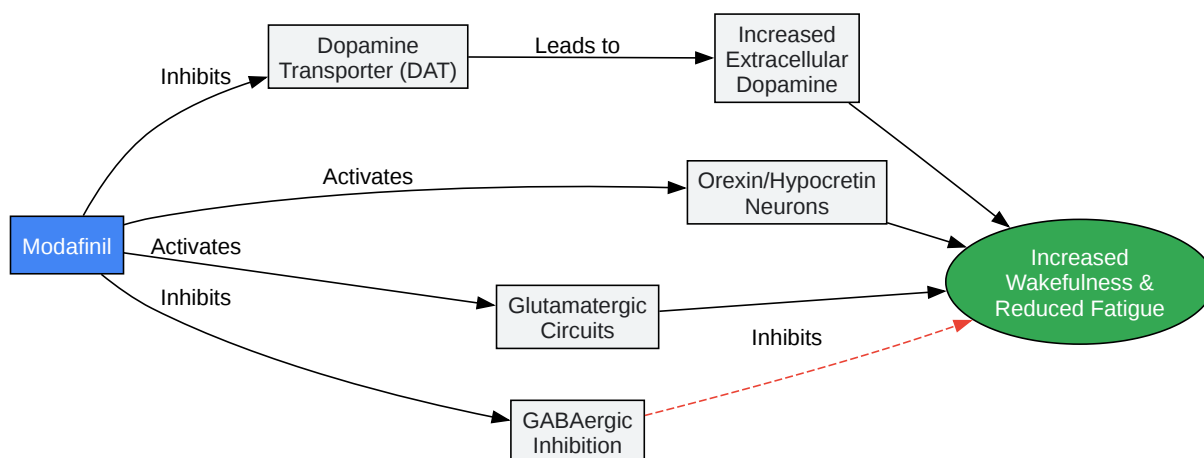 Dopamine
Transporter (DAT)
Leads to
Increased
Extracellular
Dopamine
Inhibits
Activates
Orexin/Hypocretin
Neurons
Modafinil
Activates
Inhibits
Glutamatergic
Circuits
Increased
Wakefulness &
Reduced Fatigue
Inhibits
GABAergic
Inhibition